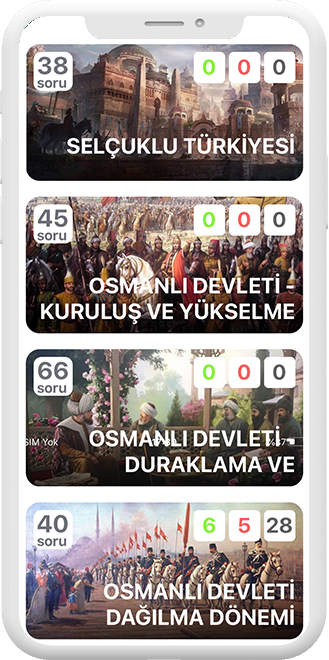 38
soru
0 0 0
SELÇUKLU TÜRKİYESİ
45
soru
0 0 0
OSMANLI DEVLETİ -
KURULUŞ VE YÜKSELME
66
soru
0 0 0
SIM Yok
OSMANLI DEVLETİ -
DURAKLAMA VE
40
soru
6 5 28
OSMANLI DEVLETİ
DAĞILMA DÖNEMİ